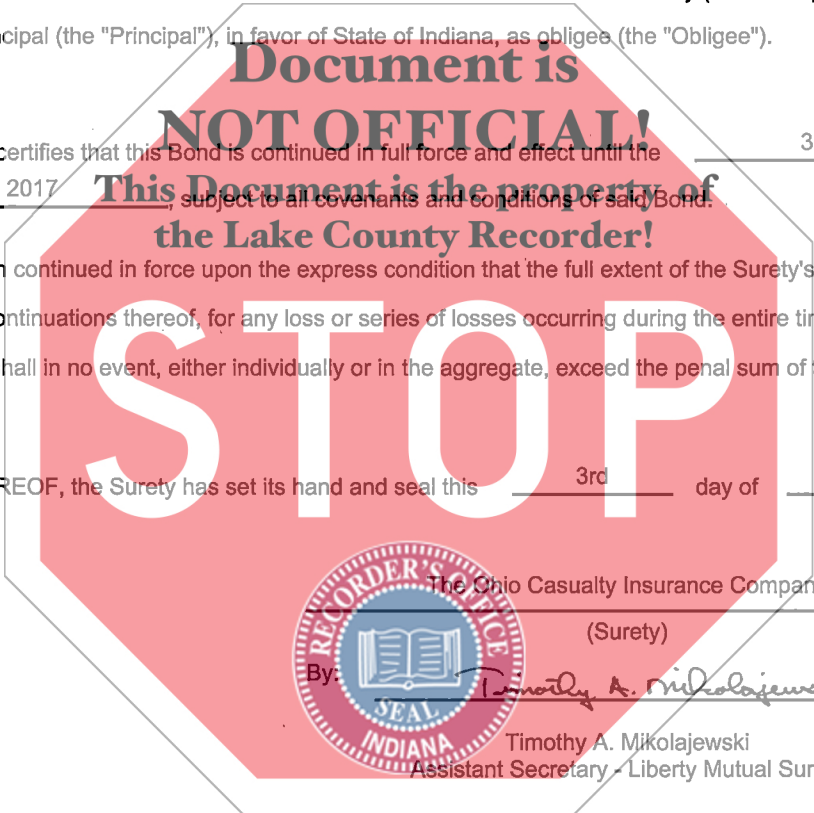 cipal (the "Principal"), in favor of State of Indiana, as obligee (the "Obligee").
Document is
NOT OFFICIAL!
certifies that this Bond is continued in full force and effect until the 3
This Document is the property of
2017, subject to all covenants and conditions of said Bond.
the Lake County Recorder!
continued in force upon the express condition that the full extent of the Surety's
ontinuations thereof, for any loss or series of losses occurring during the entire
hall in no event, either individually or in the aggregate, exceed the penal sum of
STOP
REOF, the Surety has set its hand and seal this 3rd day of
The Ohio Casualty Insurance Compan
(Surety)
RECORDER'S OFFICE
SEAL
INDIANA
By: Timothy A. Mikolajews
Timothy A. Mikolajewski
Assistant Secretary - Liberty Mutual Sur